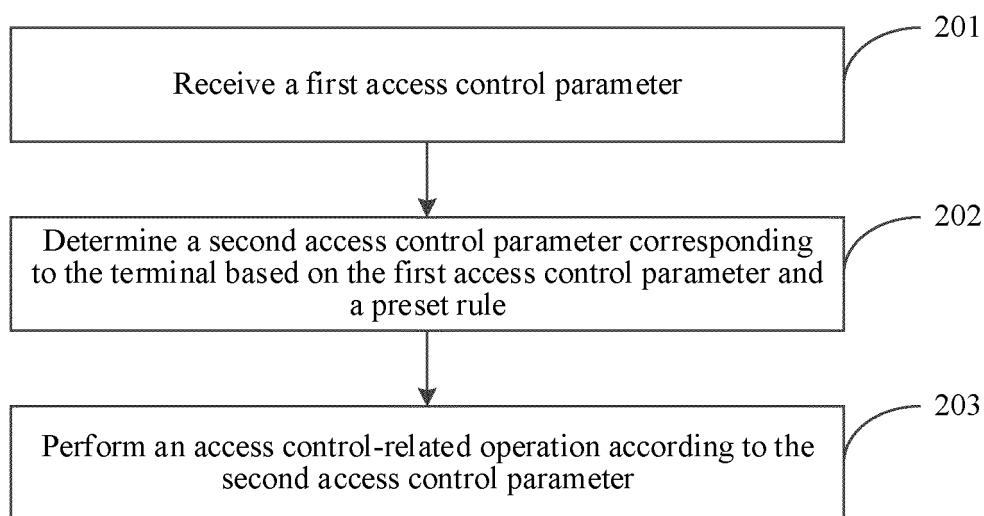 201
Receive a first access control parameter
202
Determine a second access control parameter corresponding
to the terminal based on the first access control parameter and
a preset rule
203
Perform an access control-related operation according to the
second access control parameter